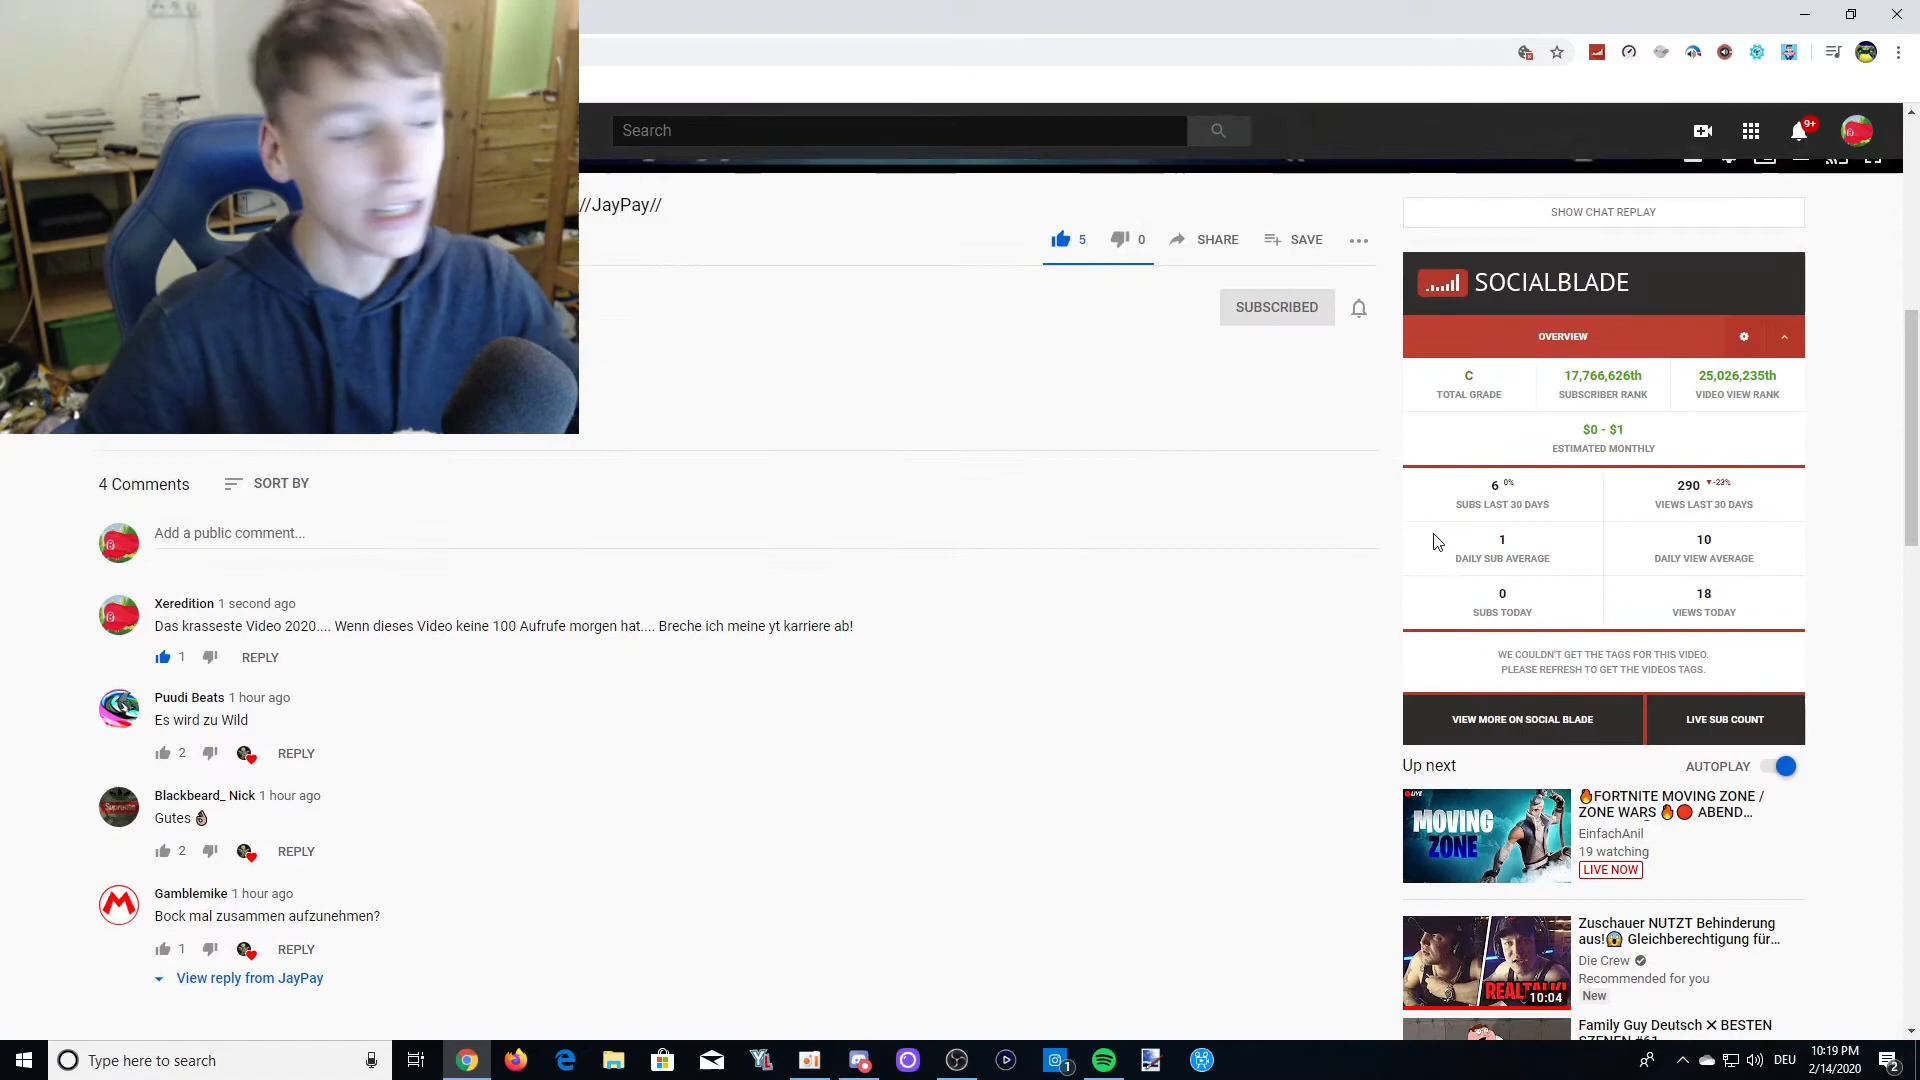 Search
9+
//JayPay//
5
0
SHARE
SAVE
SUBSCRIBED
4 Comments
SORT BY
Add a public comment...
Xeredition 1 second ago
Das krasseste Video 2020.... Wenn dieses Video keine 100 Aufrufe morgen hat.... Breche ich meine yt karriere ab!
1
REPLY
Puudi Beats 1 hour ago
Es wird zu Wild
2
REPLY
Blackbeard_ Nick 1 hour ago
Gutes👌🏽
2
REPLY
Gamblemike 1 hour ago
Bock mal zusammen aufzunehmen?
1
REPLY
View reply from JayPay
SHOW CHAT REPLAY
SOCIALBLADE
OVERVIEW
C
TOTAL GRADE
17,766,626th
SUBSCRIBER RANK
25,026,235th
VIDEO VIEW RANK
$0 - $1
ESTIMATED MONTHLY
6 0%
SUBS LAST 30 DAYS
290 ▼-23%
VIEWS LAST 30 DAYS
1
DAILY SUB AVERAGE
10
DAILY VIEW AVERAGE
0
SUBS TODAY
18
VIEWS TODAY
WE COULDN'T GET THE TAGS FOR THIS VIDEO.
PLEASE REFRESH TO GET THE VIDEOS TAGS.
VIEW MORE ON SOCIAL BLADE
LIVE SUB COUNT
Up next
AUTOPLAY
LIVE
MOVING
ZONE
🔥FORTNITE MOVING ZONE /
ZONE WARS 🔥🔴 ABEND...
EinfachAnil
19 watching
LIVE NOW
REALTALK!
10:04
Zuschauer NUTZT Behinderung
aus!😱 Gleichberechtigung für...
Die Crew
Recommended for you
New
Family Guy Deutsch ✕ BESTEN
SZENEN #61
Type here to search
1
DEU
10:19 PM
2/14/2020
2